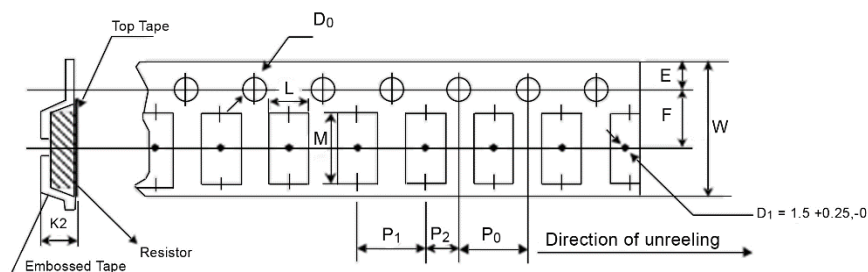 Top Tape
D0
L
E
F
W
M
K2
D1 = 1.5 +0.25,-0
P1
P2
P0
Direction of unreeling
Resistor
Embossed Tape